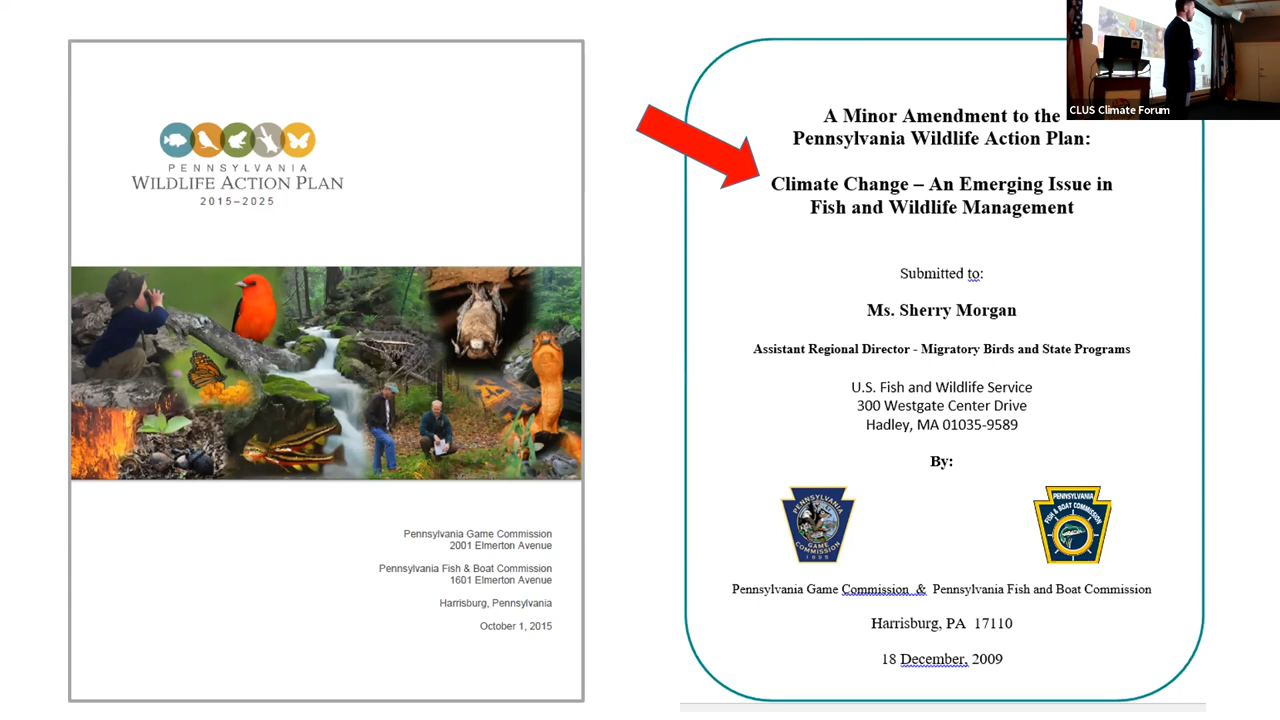 PENNSYLVANIA
WILDLIFE ACTION PLAN
2015–2025
Pennsylvania Game Commission
2001 Elmerton Avenue
Pennsylvania Fish & Boat Commission
1601 Elmerton Avenue
Harrisburg, Pennsylvania
October 1, 2015
A Minor Amendment to the
Pennsylvania Wildlife Action Plan:
Climate Change – An Emerging Issue in
Fish and Wildlife Management
Submitted to:
Ms. Sherry Morgan
Assistant Regional Director - Migratory Birds and State Programs
U.S. Fish and Wildlife Service
300 Westgate Center Drive
Hadley, MA 01035-9589
By:
PENNSYLVANIA
GAME
COMMISSION
1895
PENNSYLVANIA
FISH & BOAT COMMISSION
Pennsylvania Game Commission & Pennsylvania Fish and Boat Commission
Harrisburg, PA 17110
18 December, 2009
CLUS Climate Forum